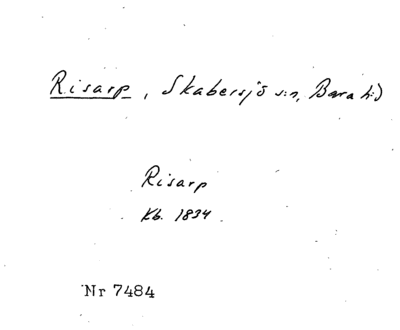 Risarp, Skabersjö s:n, Bara h:d
Risarp
Kb. 1834
Nr 7484